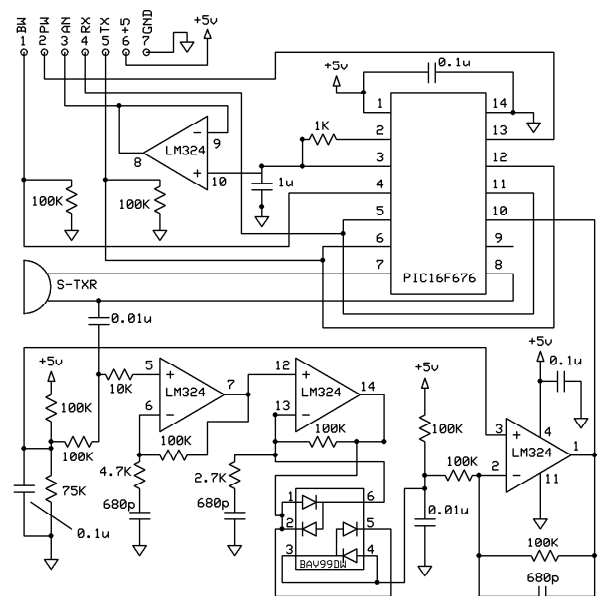 BW PW AN RX TX +5 GND
1 2 3 4 5 6 7
+5v
+5v
0.1u
1 14
1K
2 13
LM324
9
8
3 12
10
1u
4 11
100K
100K
5 10
6 9
7 8
PIC16F676
S-TXR
0.01u
+5v
+5v
+5v
0.1u
5
LM324
7
12
LM324
14
10K
6
13
100K
100K
100K
100K
100K
4
3
LM324
1
2
100K
11
4.7K
2.7K
75K
680p
680p
0.1u
0.01u
1 6
2 5
3 4
BAV99DW
100K
680p